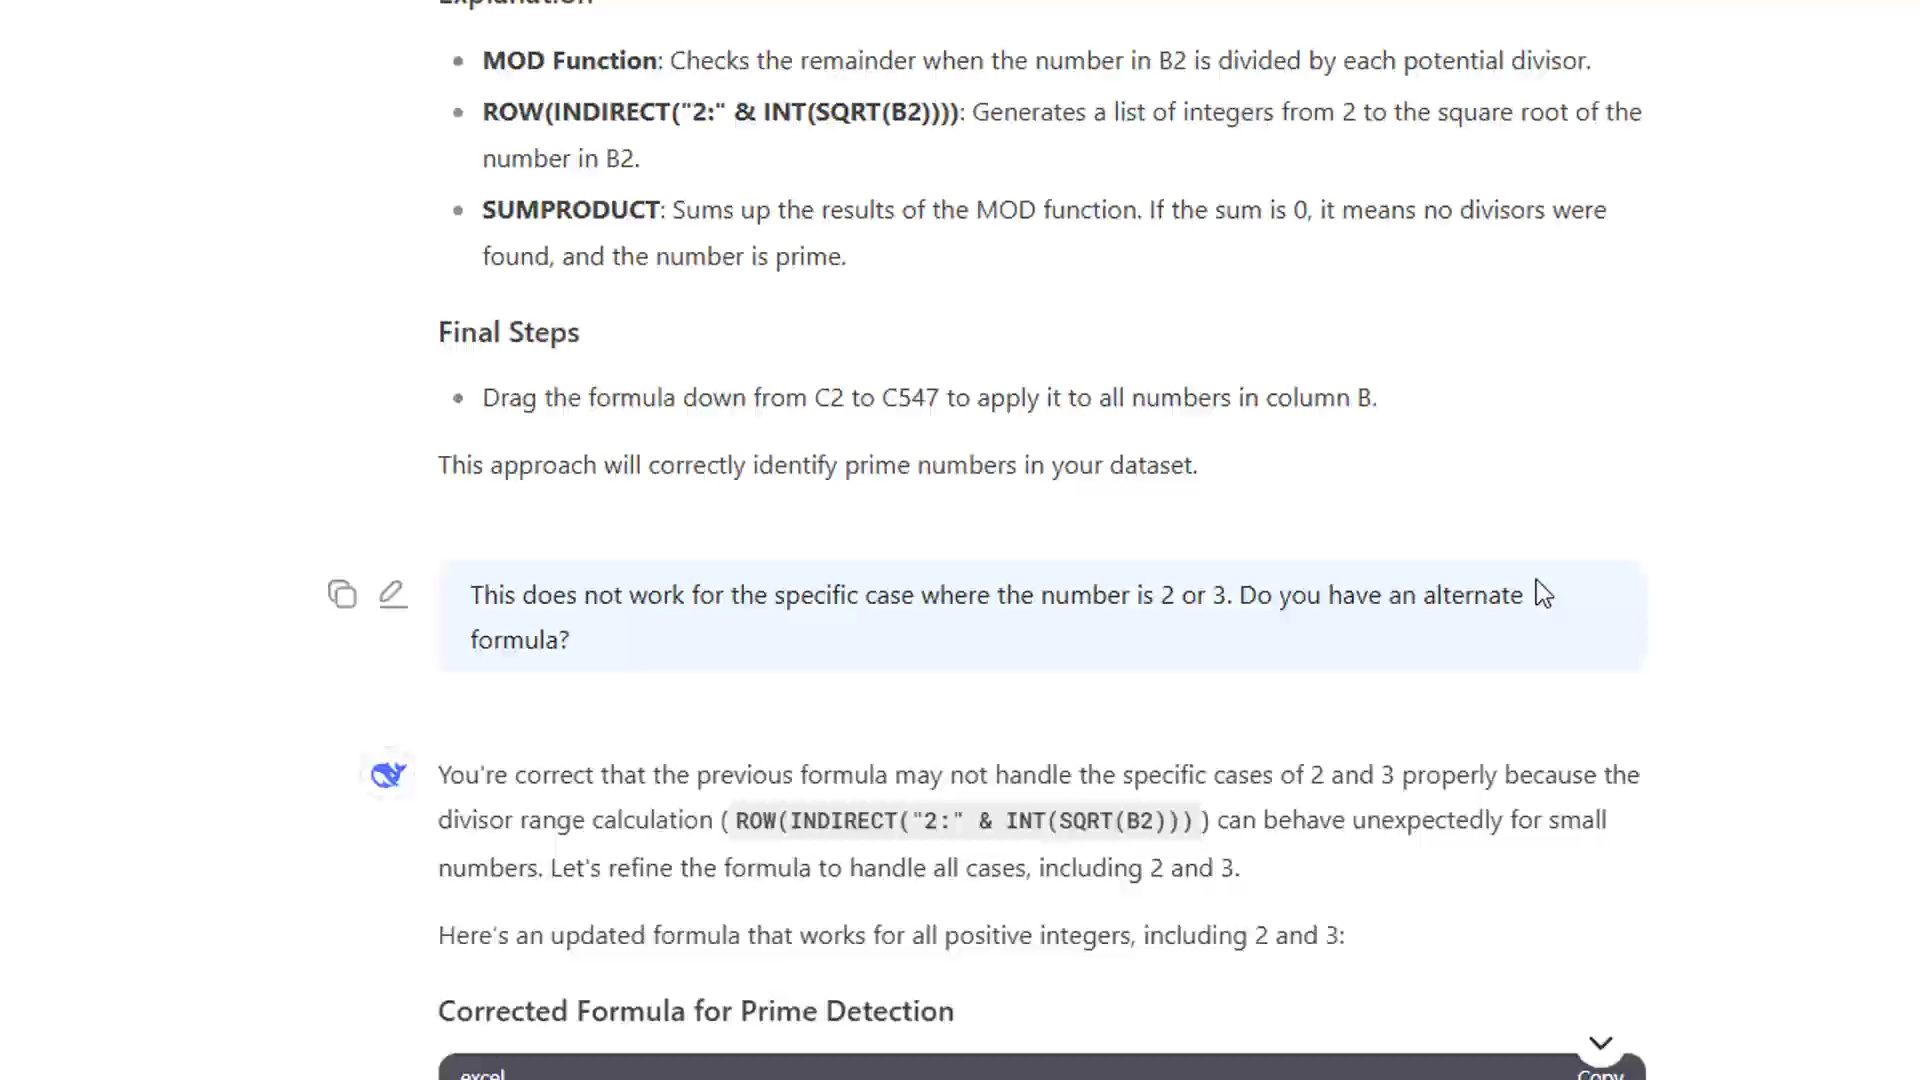 Explanation
MOD Function: Checks the remainder when the number in B2 is divided by each potential divisor.
ROW(INDIRECT("2:" & INT(SQRT(B2)))): Generates a list of integers from 2 to the square root of the
number in B2.
SUMPRODUCT: Sums up the results of the MOD function. If the sum is 0, it means no divisors were
found, and the number is prime.
Final Steps
Drag the formula down from C2 to C547 to apply it to all numbers in column B.
This approach will correctly identify prime numbers in your dataset.
This does not work for the specific case where the number is 2 or 3. Do you have an alternate
formula?
You're correct that the previous formula may not handle the specific cases of 2 and 3 properly because the
divisor range calculation ( ROW(INDIRECT("2:" & INT(SQRT(B2))) ) can behave unexpectedly for small
numbers. Let's refine the formula to handle all cases, including 2 and 3.
Here's an updated formula that works for all positive integers, including 2 and 3:
Corrected Formula for Prime Detection
excel
Copy